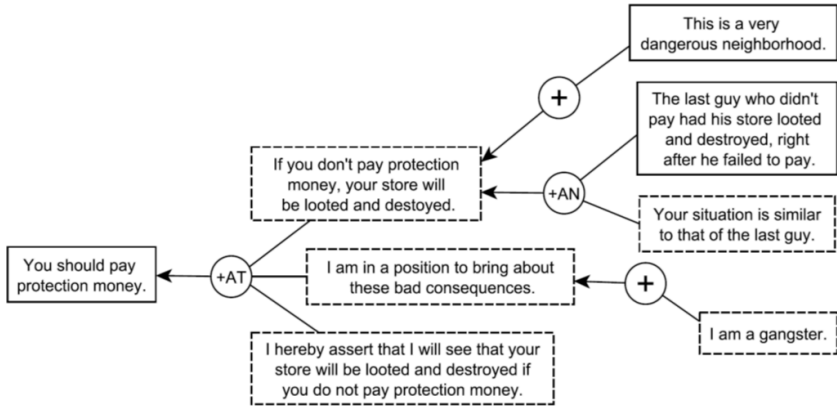 This is a very
dangerous neighborhood.
+
The last guy who didn't
pay had his store looted
and destroyed, right
after he failed to pay.
If you don't pay protection
money, your store will
be looted and destoyed.
+AN
Your situation is similar
to that of the last guy.
You should pay
protection money.
+AT
I am in a position to bring about
these bad consequences.
+
I am a gangster.
I hereby assert that I will see that your
store will be looted and destroyed if
you do not pay protection money.